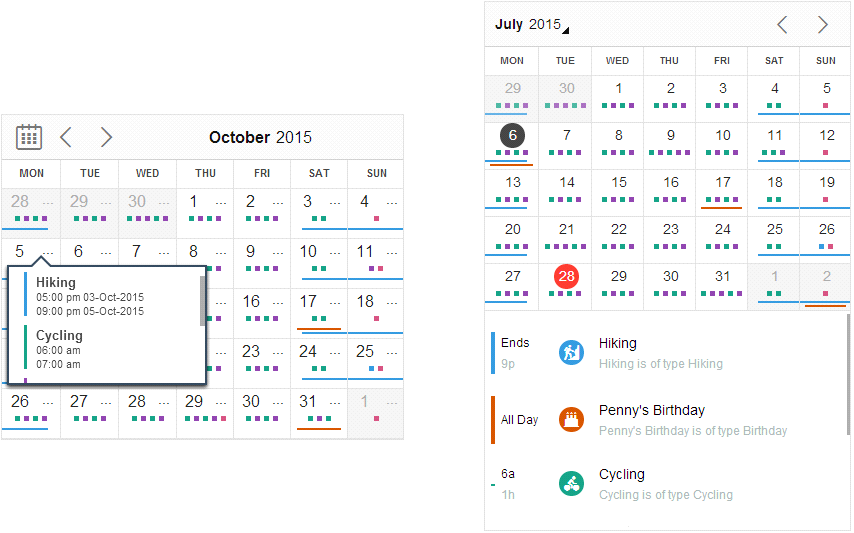 October 2015
MON TUE WED THU FRI SAT SUN
28 ... 29 ... 30 ... 1 ... 2 ... 3 ... 4 ...
5 ... 6 7 8 9 10 ... 11 ...
Hiking
05:00 pm 03-Oct-2015
09:00 pm 05-Oct-2015
Cycling
06:00 am
07:00 am
16 ... 17 ... 18 ...
23 ... 24 ... 25 ...
26 ... 27 ... 28 ... 29 ... 30 ... 31 ... 1 ...
July 2015
MON TUE WED THU FRI SAT SUN
29 30 1 2 3 4 5
6 7 8 9 10 11 12
13 14 15 16 17 18 19
20 21 22 23 24 25 26
27 28 29 30 31 1 2
Ends Hiking
9p Hiking is of type Hiking
Penny's Birthday
All Day
Penny's Birthday is of type Birthday
6a Cycling
1h Cycling is of type Cycling